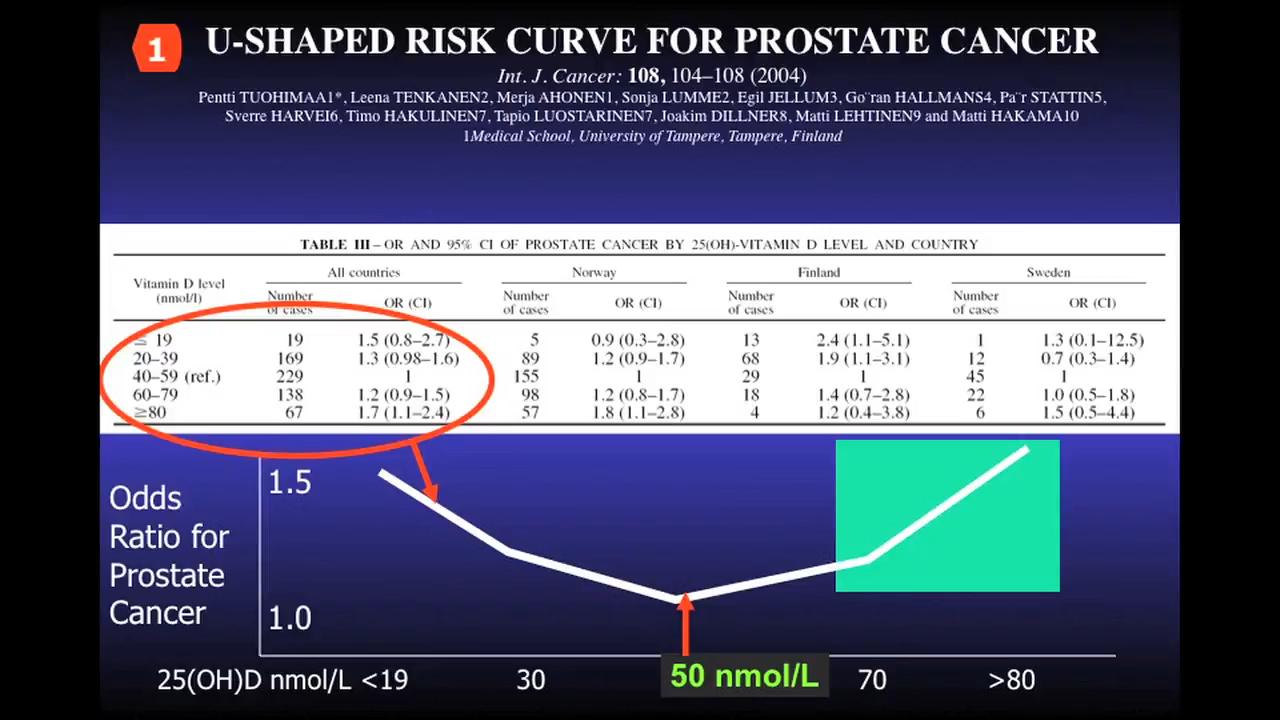 1
U-SHAPED RISK CURVE FOR PROSTATE CANCER
Int. J. Cancer: 108, 104–108 (2004)
Pentti TUOHIMAA1*, Leena TENKANEN2, Merja AHONEN1, Sonja LUMME2, Egil JELLUM3, Go¨ran HALLMANS4, Pa¨r STATTIN5,
Sverre HARVEI6, Timo HAKULINEN7, Tapio LUOSTARINEN7, Joakim DILLNER8, Matti LEHTINEN9 and Matti HAKAMA10
1Medical School, University of Tampere, Tampere, Finland
TABLE III – OR AND 95% CI OF PROSTATE CANCER BY 25(OH)-VITAMIN D LEVEL AND COUNTRY
Vitamin D level (nmol/l) All countries Norway Finland Sweden
Number of cases OR (CI) Number of cases OR (CI) Number of cases OR (CI) Number of cases OR (CI)
≤ 19 19 1.5 (0.8–2.7) 5 0.9 (0.3–2.8) 13 2.4 (1.1–5.1) 1 1.3 (0.1–12.5)
20–39 169 1.3 (0.98–1.6) 89 1.2 (0.9–1.7) 68 1.9 (1.1–3.1) 12 0.7 (0.3–1.4)
40–59 (ref.) 229 1 155 1 29 1 45 1
60–79 138 1.2 (0.9–1.5) 98 1.2 (0.8–1.7) 18 1.4 (0.7–2.8) 22 1.0 (0.5–1.8)
≥80 67 1.7 (1.1–2.4) 57 1.8 (1.1–2.8) 4 1.2 (0.4–3.8) 6 1.5 (0.5–4.4)
1.5
Odds
Ratio for
Prostate
Cancer
1.0
25(OH)D nmol/L <19 30 50 nmol/L 70 >80